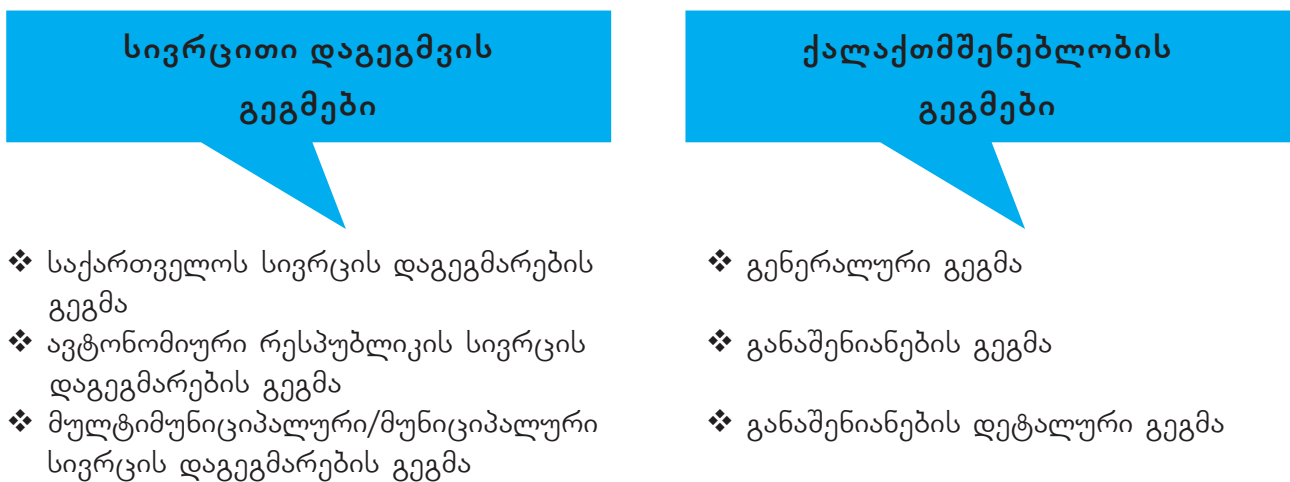 სივრცითი დაგეგმვის
გეგმები
❖ საქართველოს სივრცის დაგეგმარების
გეგმა
❖ ავტონომიური რესპუბლიკის სივრცის
დაგეგმარების გეგმა
❖ მულტიმუნიციპალური/მუნიციპალური
სივრცის დაგეგმარების გეგმა
ქალაქთმშენებლობის
გეგმები
❖ გენერალური გეგმა
❖ განაშენიანების გეგმა
❖ განაშენიანების დეტალური გეგმა